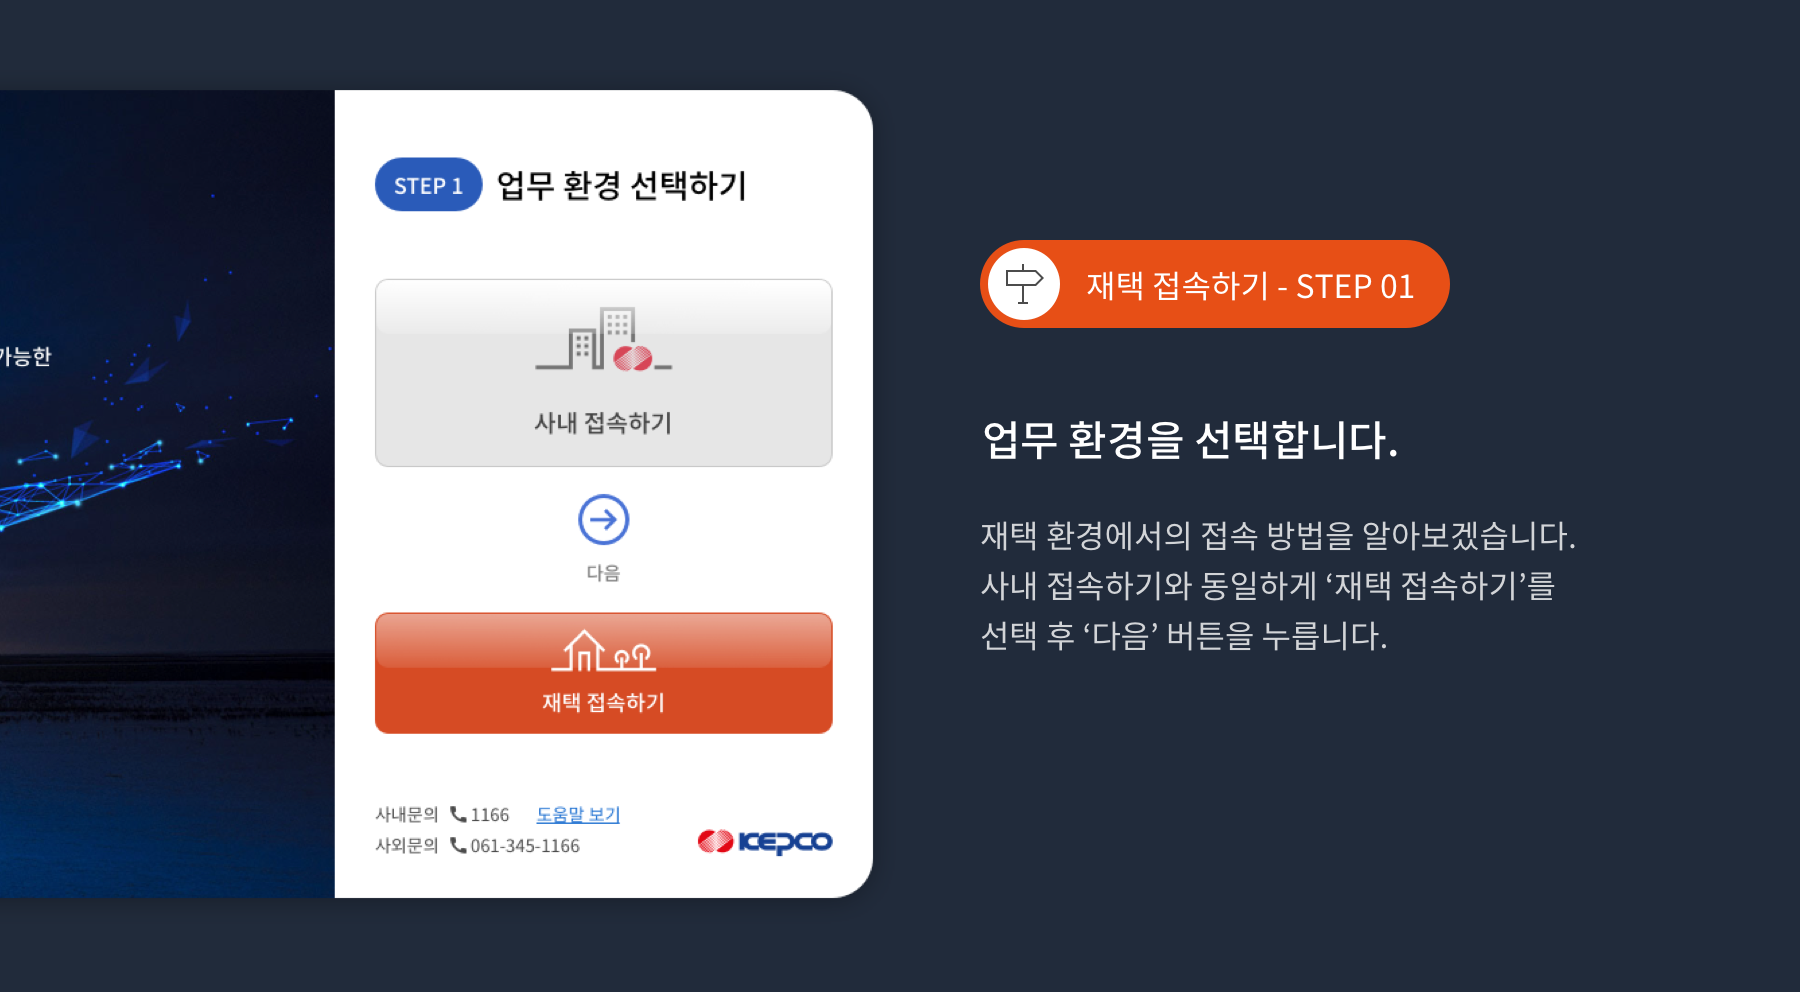 가능한
STEP 1 업무 환경 선택하기
사내 접속하기
다음
재택 접속하기
사내문의 1166 도움말 보기
사외문의 061-345-1166
KEPCO
재택 접속하기 - STEP 01
업무 환경을 선택합니다.
재택 환경에서의 접속 방법을 알아보겠습니다.
사내 접속하기와 동일하게 ‘재택 접속하기’를
선택 후 ‘다음’ 버튼을 누릅니다.